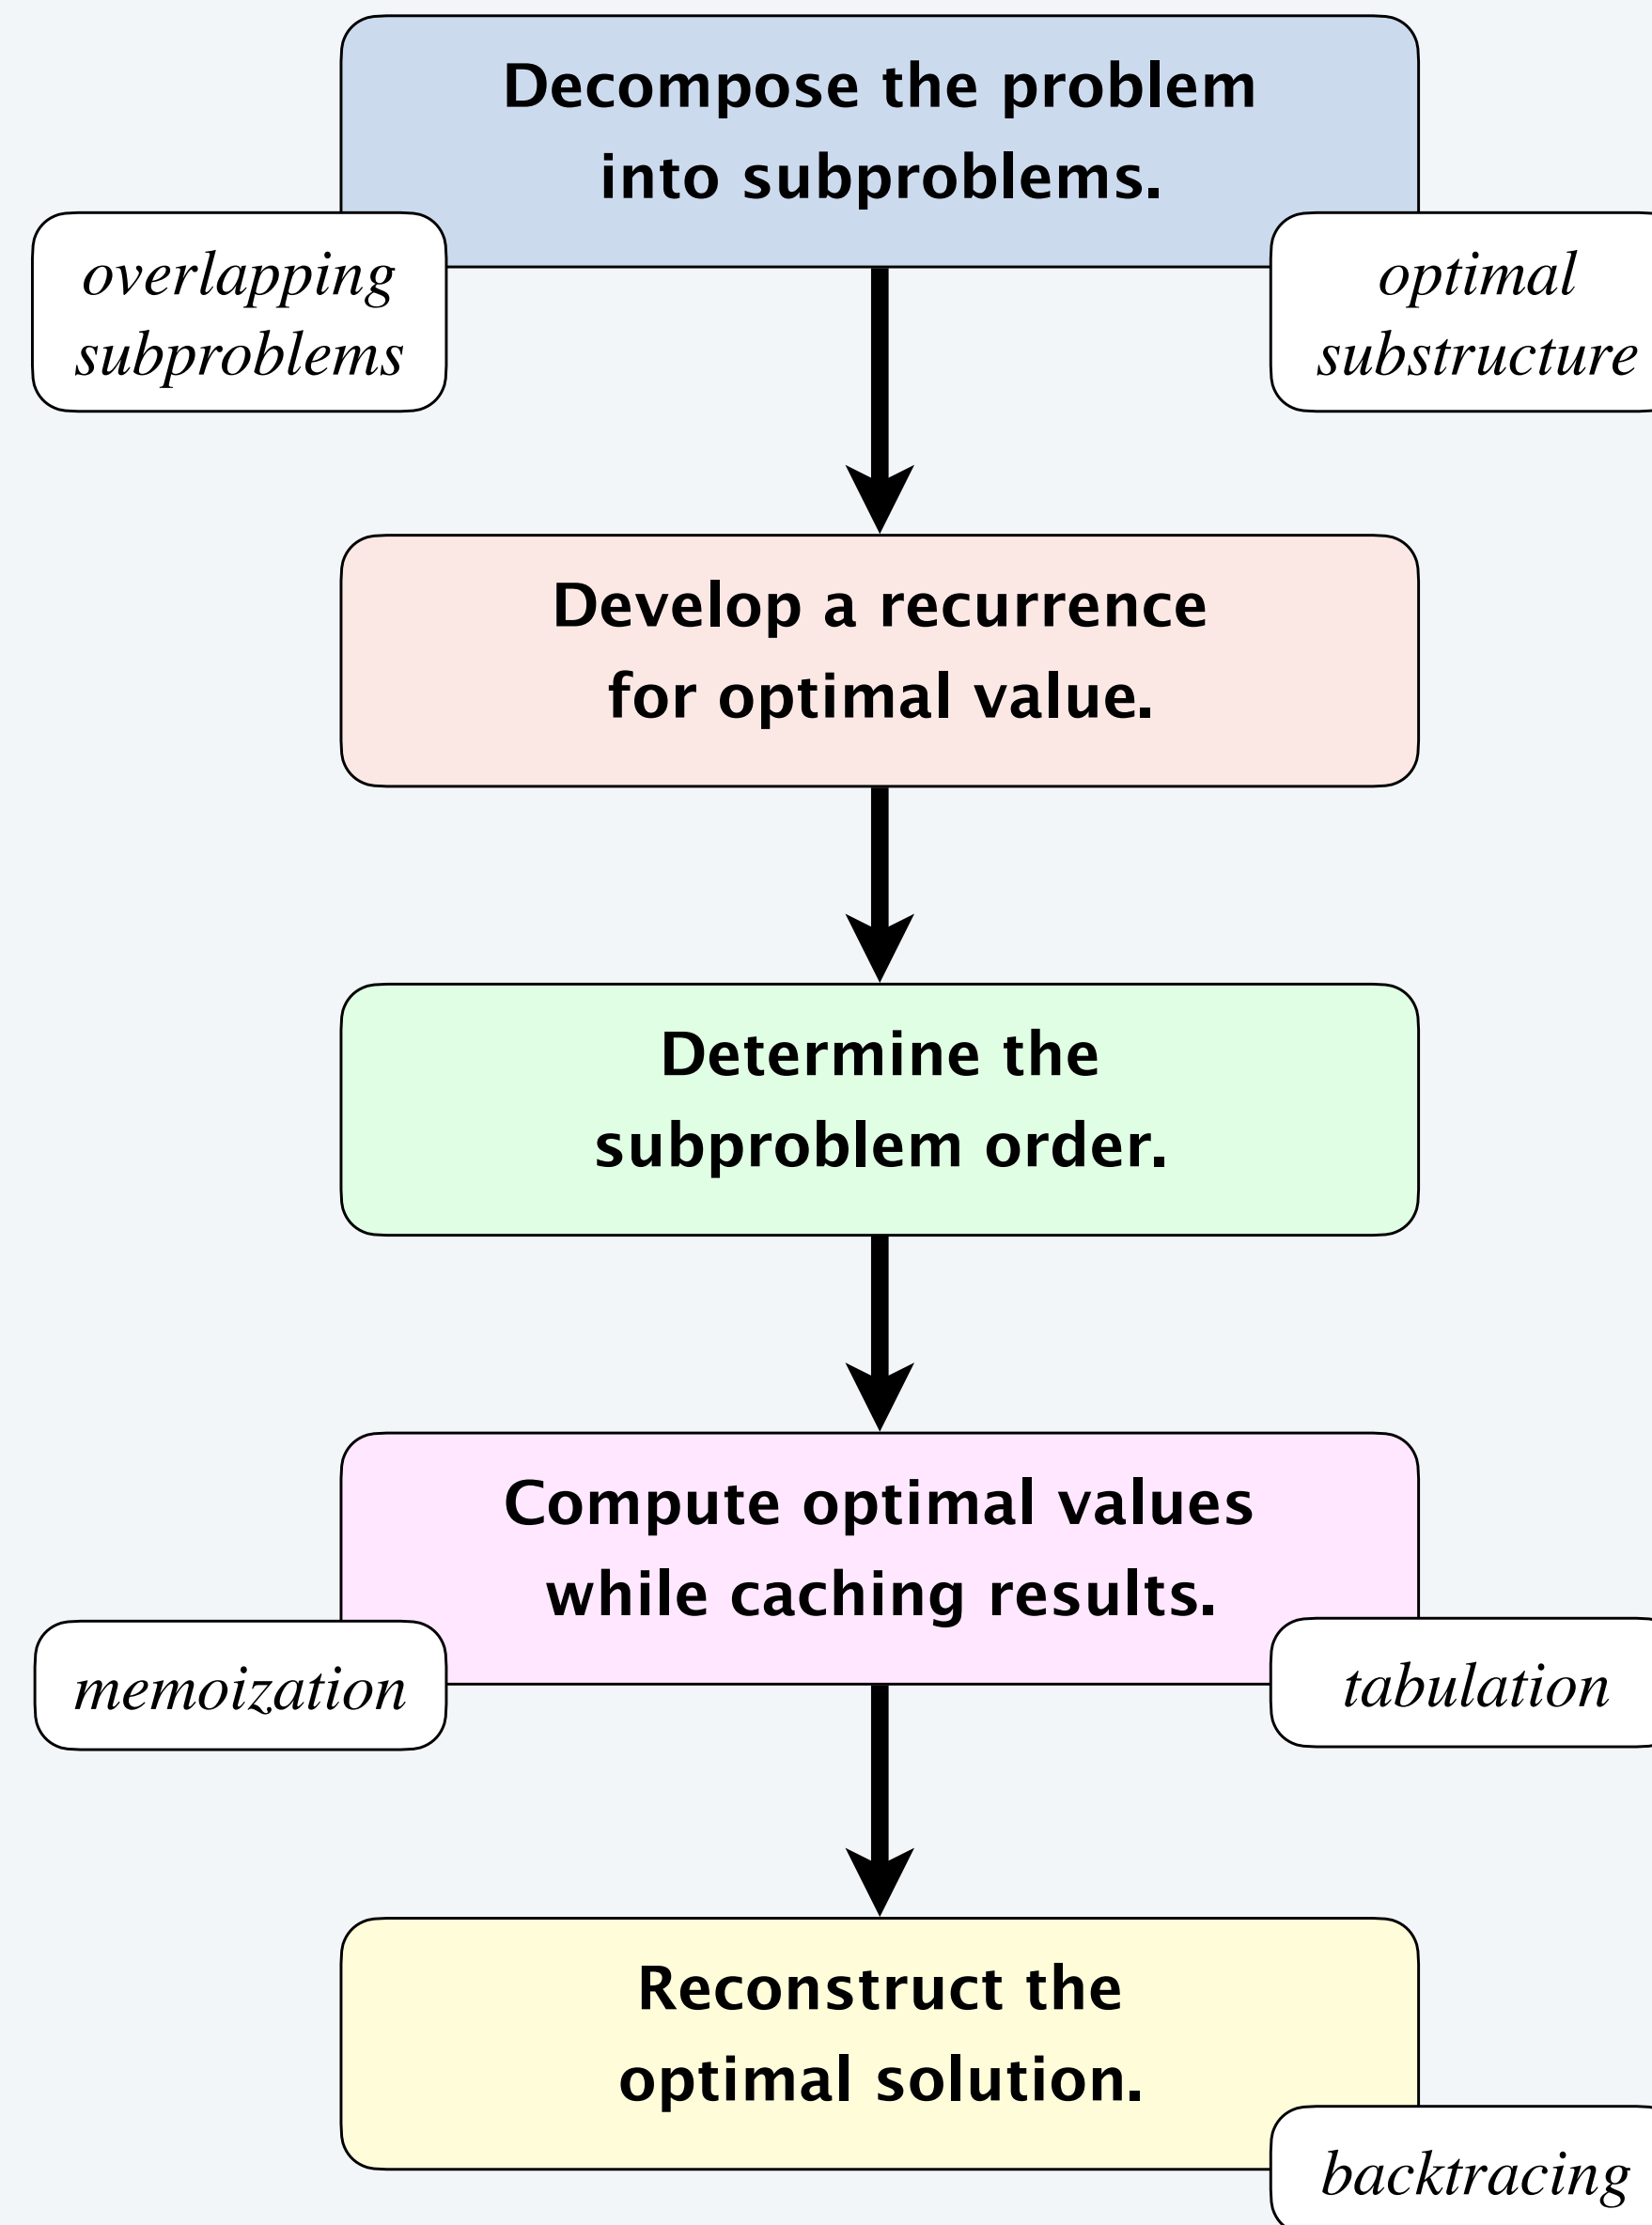 Decompose the problem
into subproblems.
overlapping
subproblems
optimal
substructure
Develop a recurrence
for optimal value.
Determine the
subproblem order.
Compute optimal values
while caching results.
memoization
tabulation
Reconstruct the
optimal solution.
backtracing